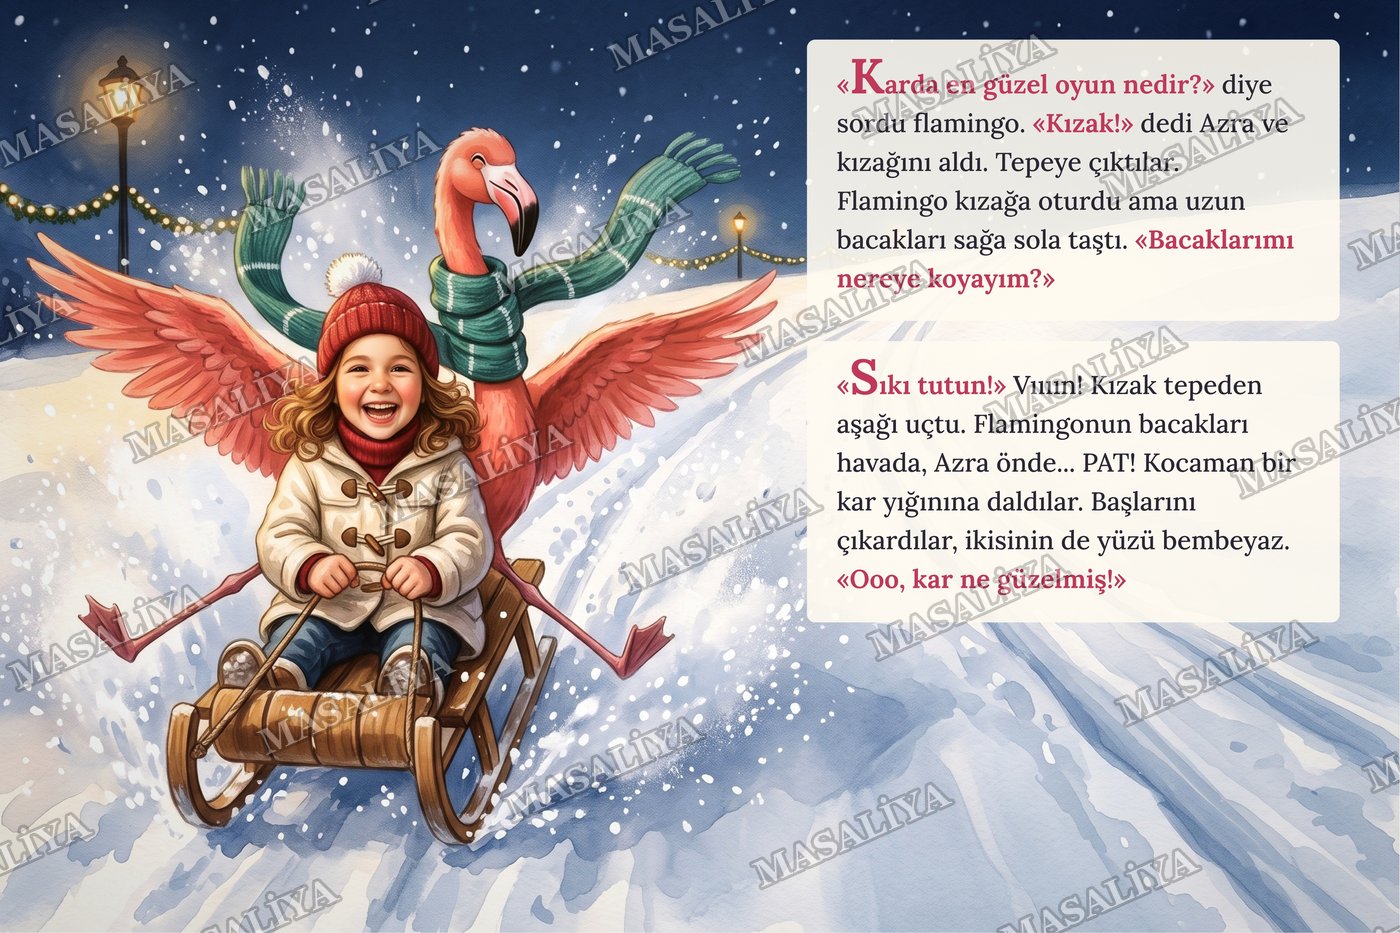 «Karda en güzel oyun nedir?» diye
sordu flamingo. «Kızak!» dedi Azra ve
kızağını aldı. Tepeye çıktılar.
Flamingo kızağa oturdu ama uzun
bacakları sağa sola taştı. «Bacaklarımı
nereye koyayım?»
«Sıkı tutun!» Vuuu! Kızak tepeden
aşağı uçtu. Flamingonun bacakları
havada, Azra önde... PAT! Kocaman bir
kar yığınına daldılar. Başlarını
çıkardılar, ikisinin de yüzü bembeyaz.
«Ooo, kar ne güzelmiş!»
MASALİYA